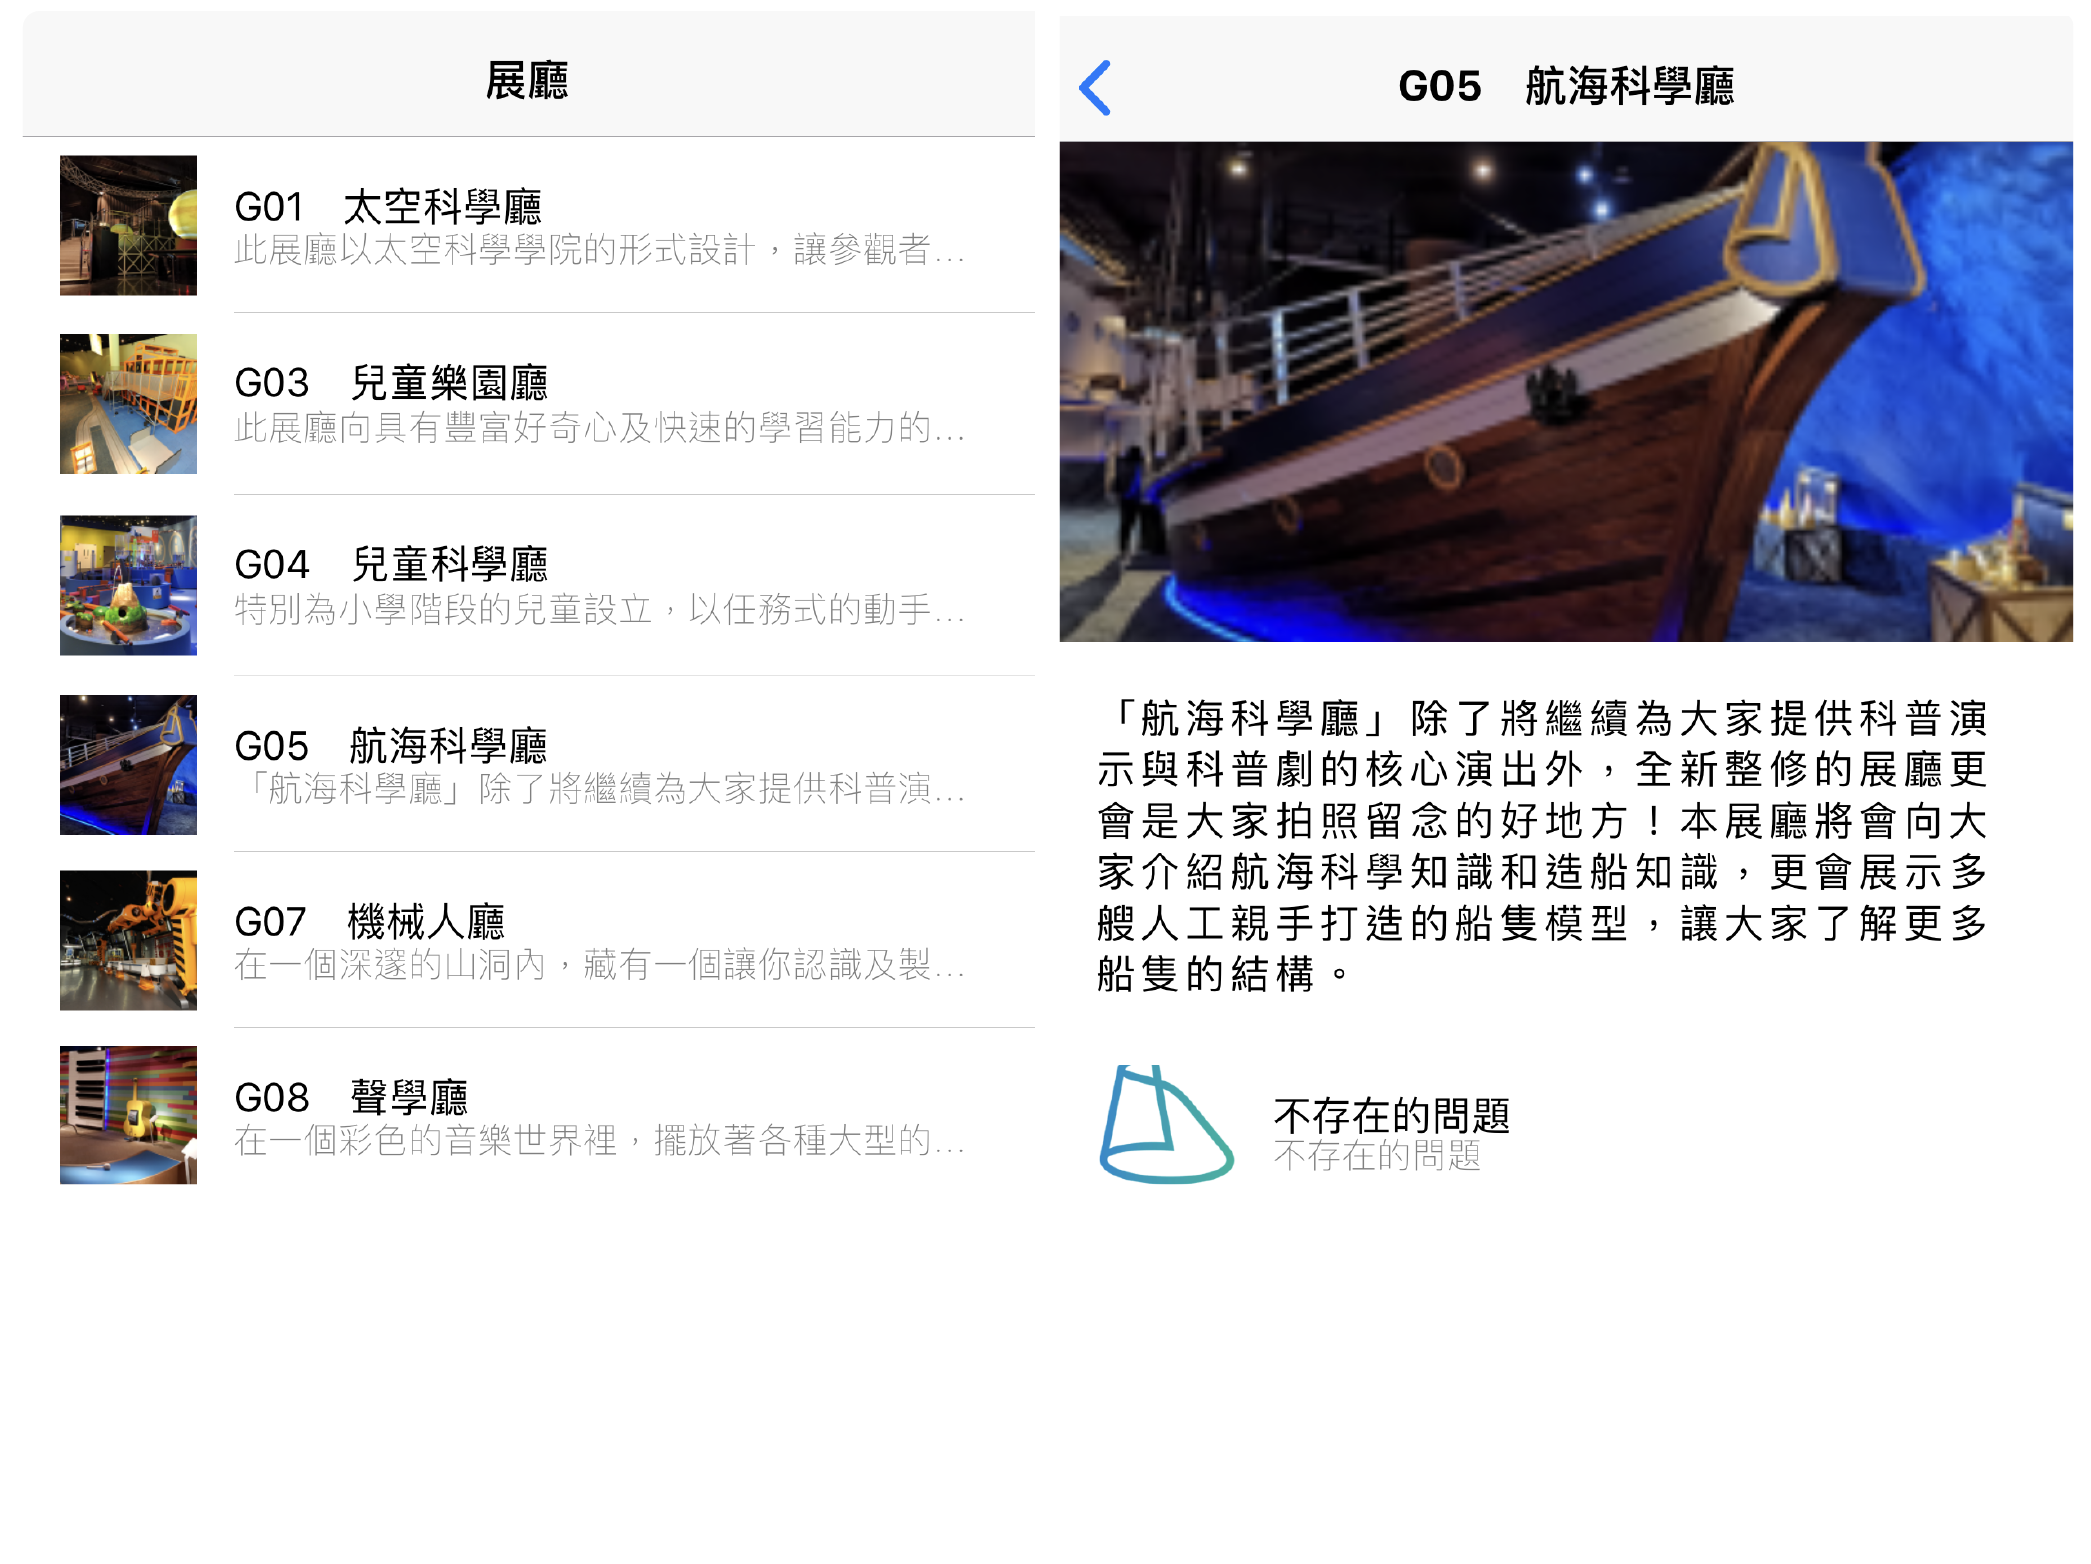 展廳
G01 太空科學廳
此展廳以太空科學學院的形式設計，讓參觀者...
G03 兒童樂園廳
此展廳向具有豐富好奇心及快速的學習能力的...
G04 兒童科學廳
特別為小學階段的兒童設立，以任務式的動手...
G05 航海科學廳
「航海科學廳」除了將繼續為大家提供科普演...
G07 機械人廳
在一個深邃的山洞內，藏有一個讓你認識及製...
G08 聲學廳
在一個彩色的音樂世界裡，擺放著各種大型的...
G05 航海科學廳
「航海科學廳」除了將繼續為大家提供科普演
示與科普劇的核心演出外，全新整修的展廳更
會是大家拍照留念的好地方！本展廳將會向大
家介紹航海科學知識和造船知識，更會展示多
艘人工親手打造的船隻模型，讓大家了解更多
船隻的結構。
不存在的問題
不存在的問題